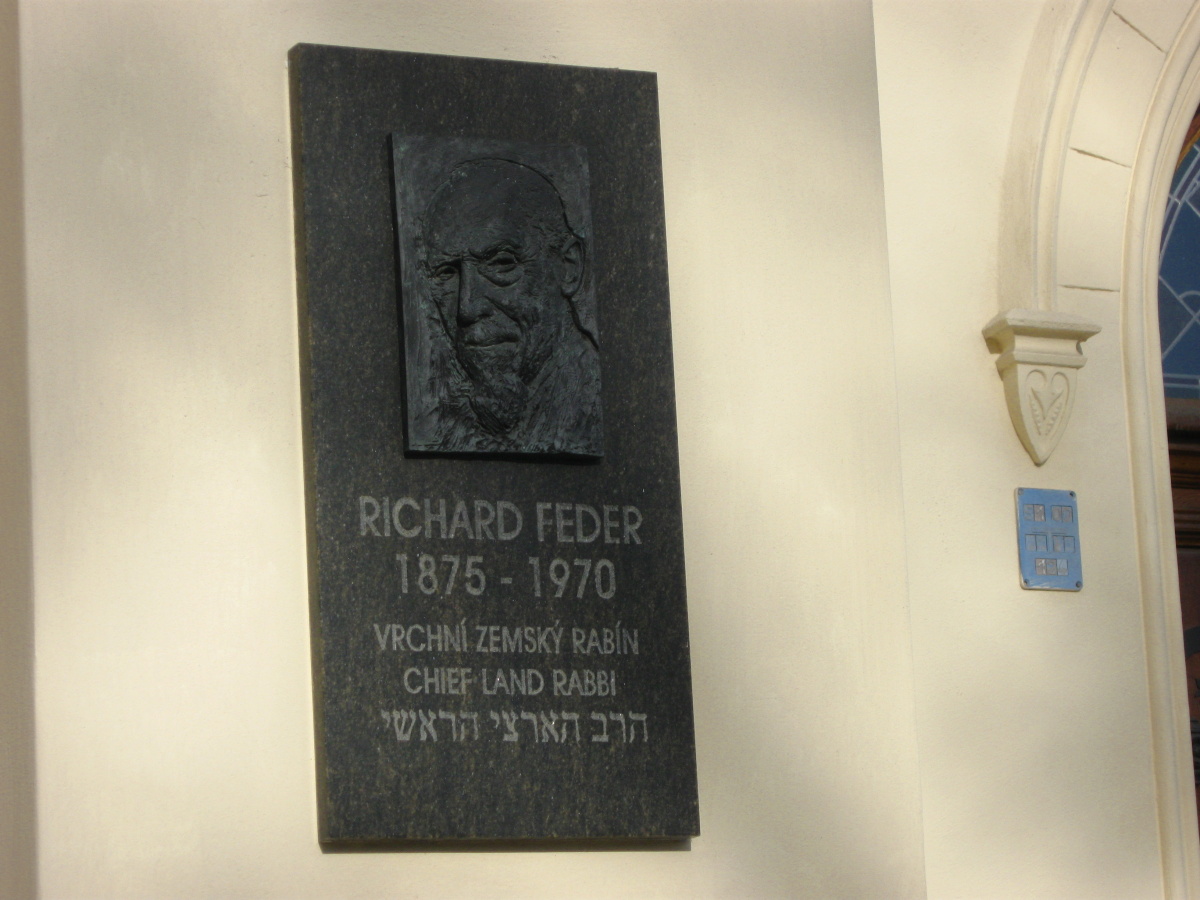 RICHARD FEDER
1875 - 1970
VRCHNÍ ZEMSKÝ RABÍN
CHIEF LAND RABBI
הרב הארצי הראשי